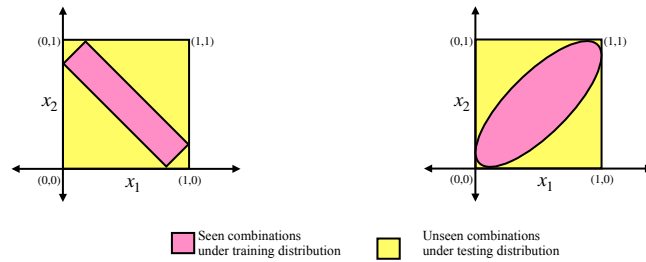 (0,1)
(1,1)
x₂
(0,0)
x₁
(1,0)
(0,1)
(1,1)
x₂
(0,0)
x₁
(1,0)
Seen combinations
under training distribution
Unseen combinations
under testing distribution